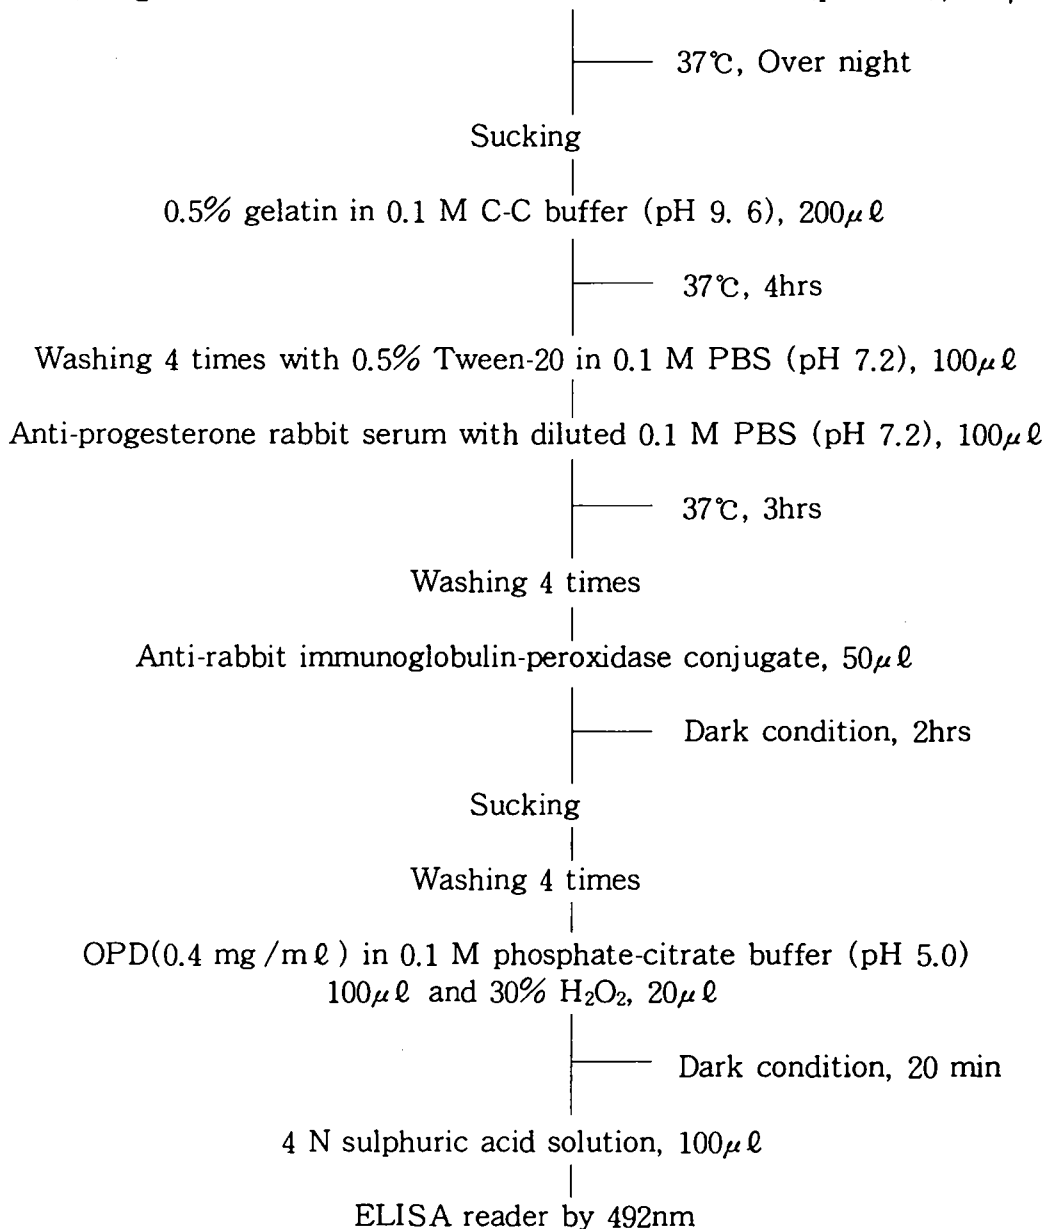 37℃, Over night
Sucking
0.5% gelatin in 0.1 M C-C buffer (pH 9. 6), 200μℓ
37℃, 4hrs
Washing 4 times with 0.5% Tween-20 in 0.1 M PBS (pH 7.2), 100μℓ
Anti-progesterone rabbit serum with diluted 0.1 M PBS (pH 7.2), 100μℓ
37℃, 3hrs
Washing 4 times
Anti-rabbit immunoglobulin-peroxidase conjugate, 50μℓ
Dark condition, 2hrs
Sucking
Washing 4 times
OPD(0.4 mg/mℓ) in 0.1 M phosphate-citrate buffer (pH 5.0)
100μℓ and 30% H₂O₂, 20μℓ
Dark condition, 20 min
4 N sulphuric acid solution, 100μℓ
ELISA reader by 492nm